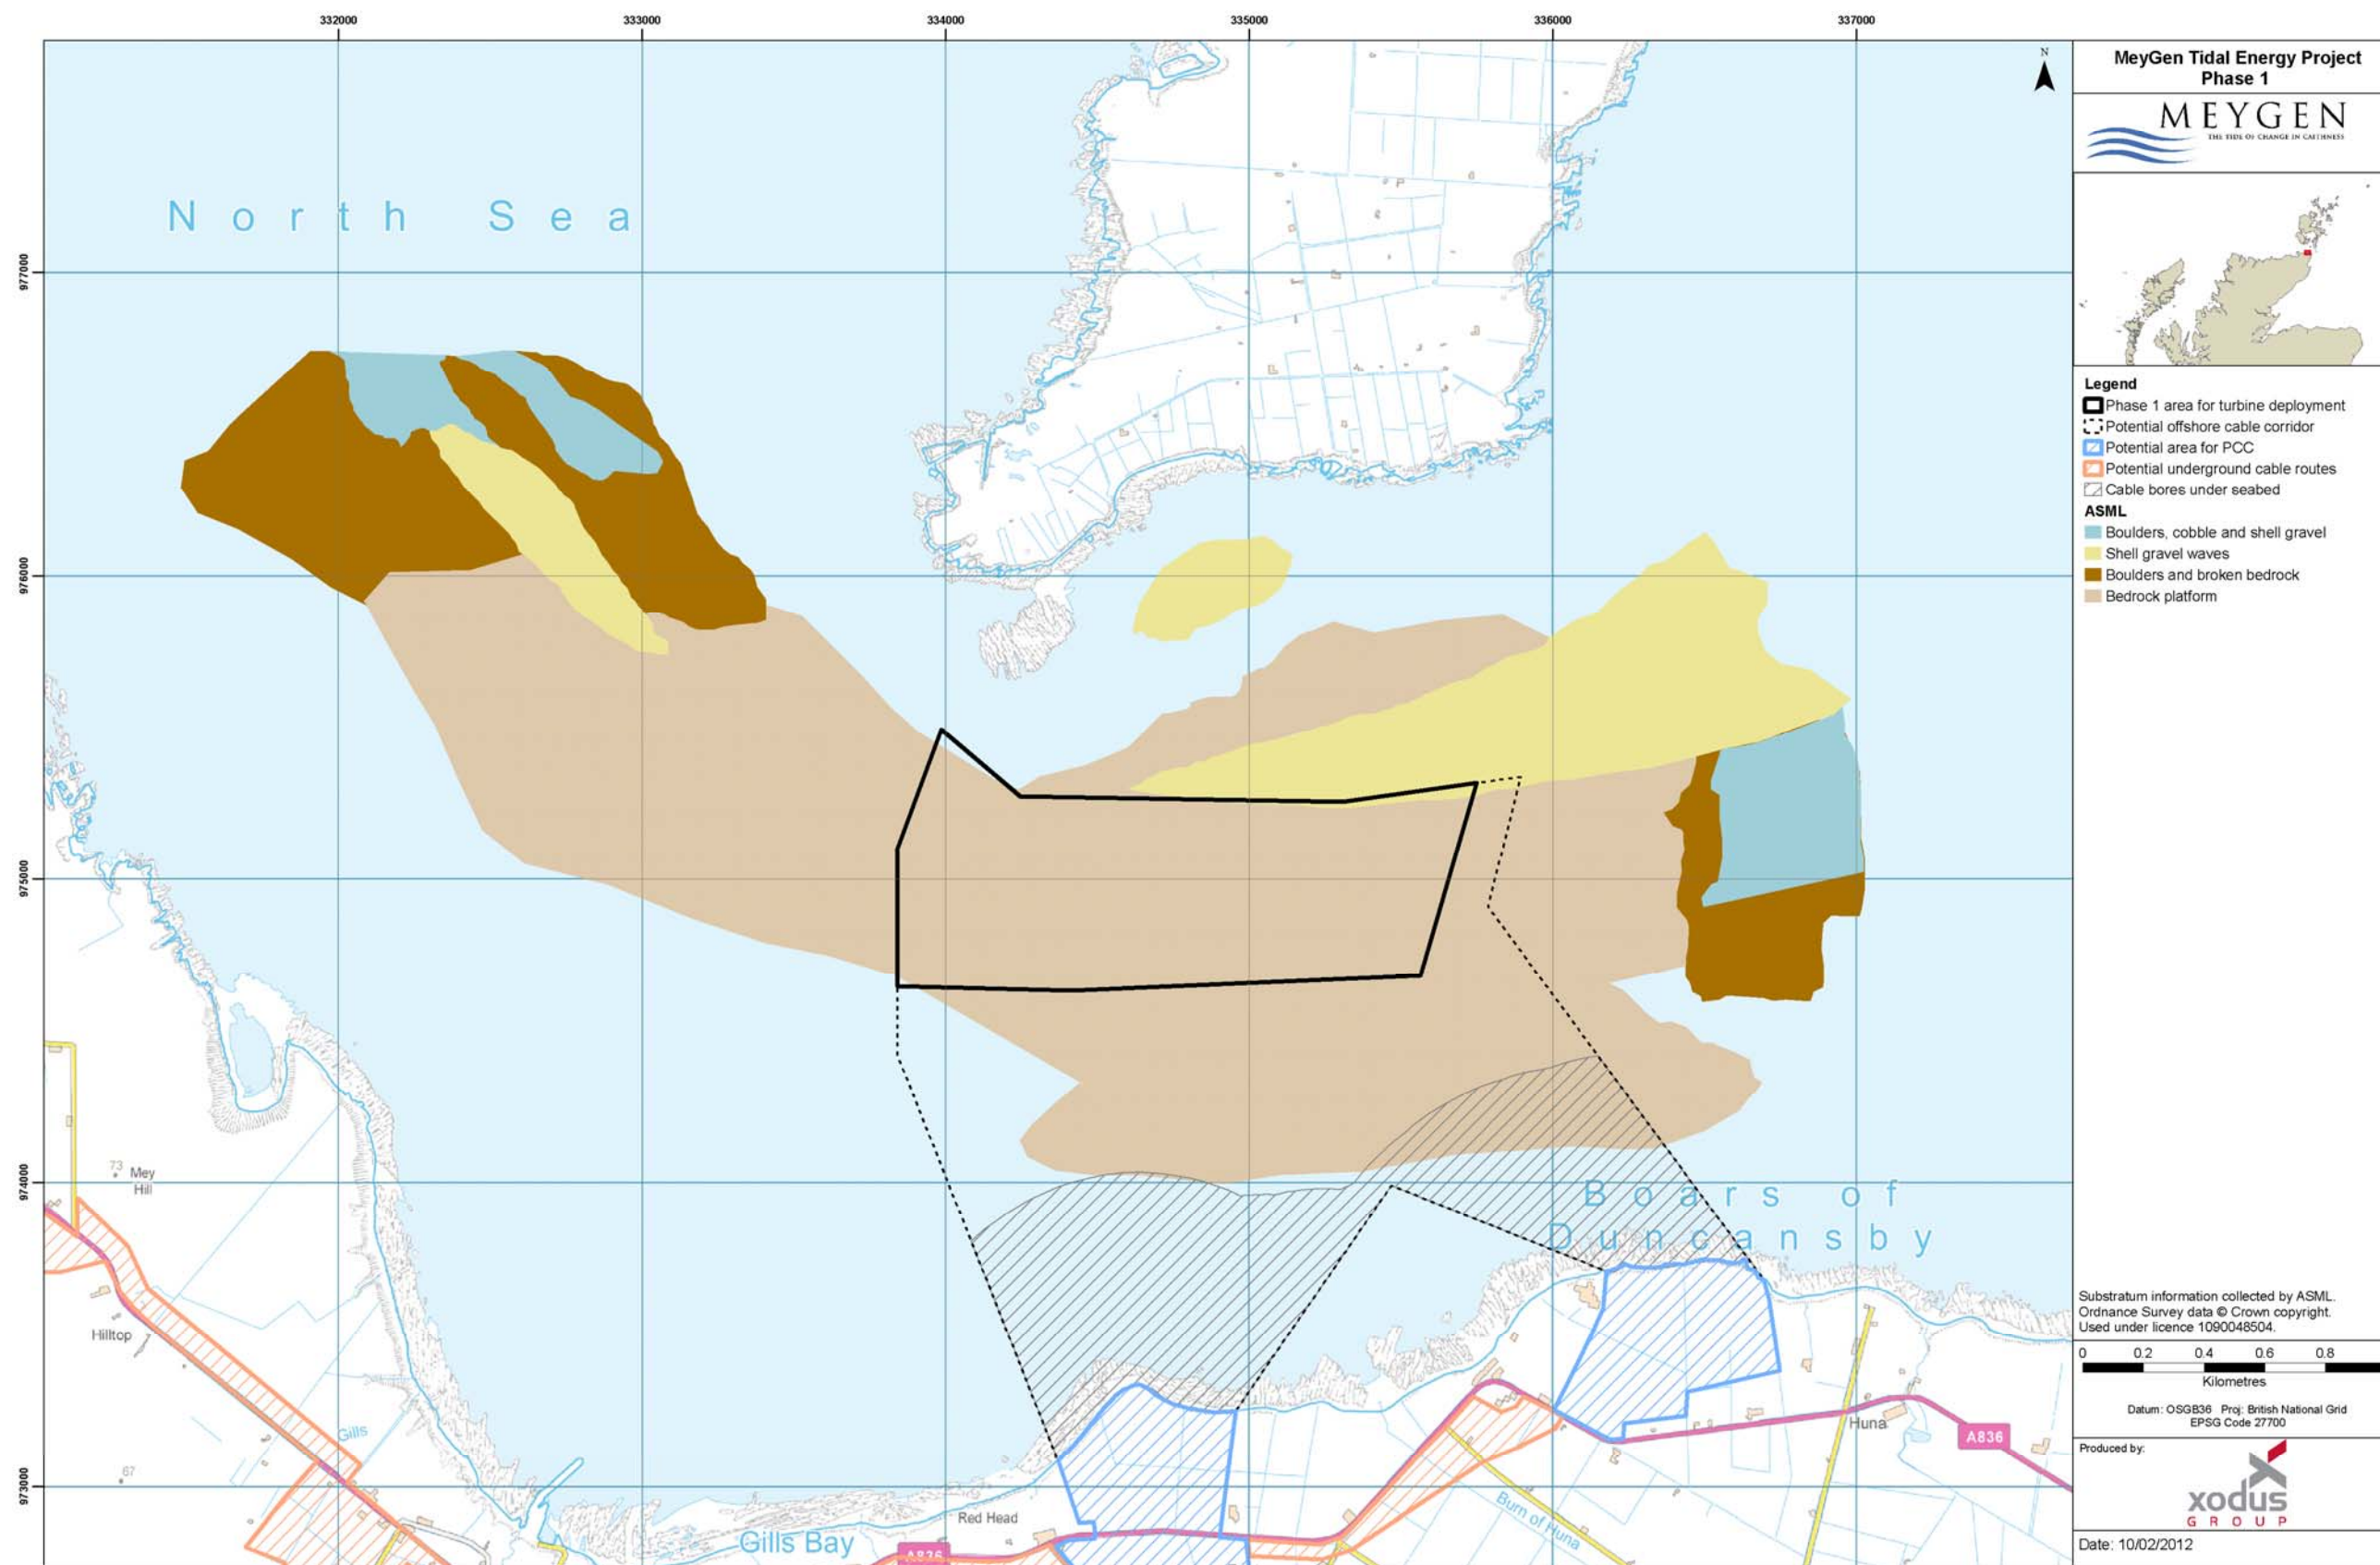 332000 333000 334000 335000 336000 337000
977000
976000
975000
974000
973000
N
North Sea
Boars of
Duncansby
73
Mey
Hill
Hilltop
Gills
67
Gills Bay
Red Head
A836
Burn of Huna
Huna
A836
MeyGen Tidal Energy Project
Phase 1
MEYGEN
THE TIDE OF CHANGE IN CAITHNESS
Legend
Phase 1 area for turbine deployment
Potential offshore cable corridor
Potential area for PCC
Potential underground cable routes
Cable bores under seabed
ASML
Boulders, cobble and shell gravel
Shell gravel waves
Boulders and broken bedrock
Bedrock platform
Substratum information collected by ASML.
Ordnance Survey data © Crown copyright.
Used under licence 1090048504.
0 0.2 0.4 0.6 0.8
Kilometres
Datum: OSGB36 Proj: British National Grid
EPSG Code 27700
Produced by:
xodus
GROUP
Date: 10/02/2012